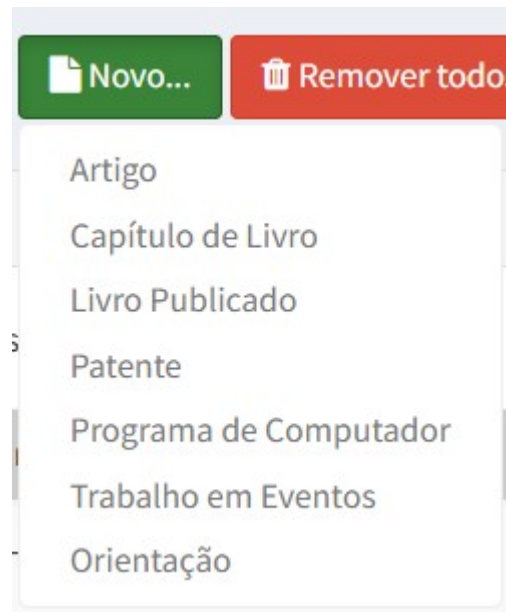 Novo... Remover todo
Artigo
Capítulo de Livro
Livro Publicado
Patente
Programa de Computador
Trabalho em Eventos
Orientação